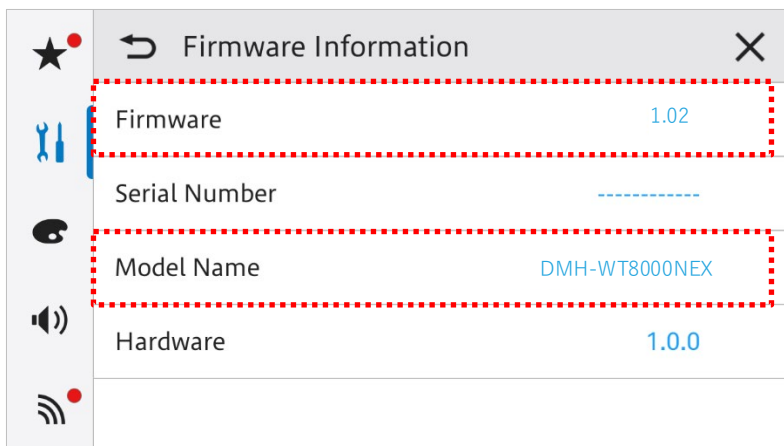 Firmware Information
Firmware 1.02
Serial Number ------------
Model Name DMH-WT8000NEX
Hardware 1.0.0